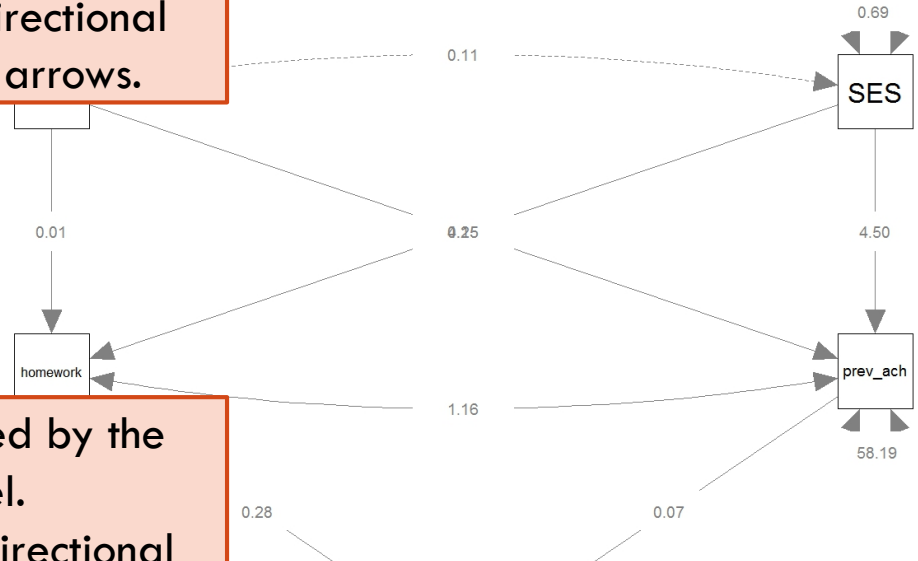 irectional
arrows.
0.69
0.11
SES
0.01
4.50
homework
prev_ach
1.16
58.19
ed by the
el.
irectional
0.28
0.07